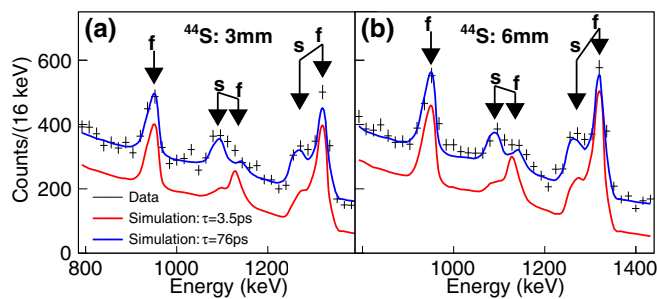 (a) ⁴⁴S: 3mm
f s f s f
Counts/(16 keV)
600
400
200
0
Data
Simulation: τ=3.5ps
Simulation: τ=76ps
800 1000 1200
Energy (keV)
(b) ⁴⁴S: 6mm
f s f s f
800 1000 1200 1400
Energy (keV)